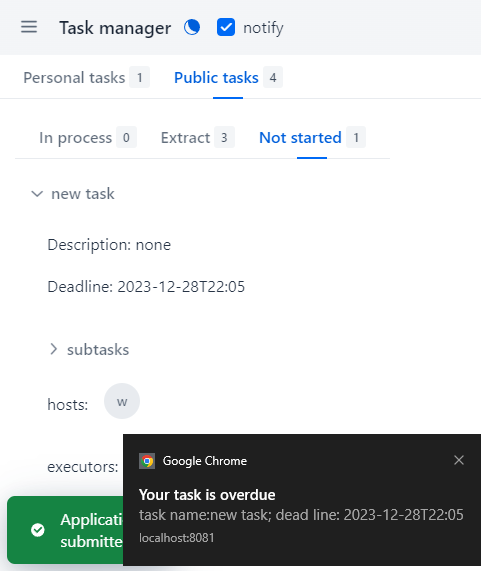 Task manager notify
Personal tasks 1 Public tasks 4
In process 0 Extract 3 Not started 1
new task
Description: none
Deadline: 2023-12-28T22:05
subtasks
hosts: w
executors:
submitte
Google Chrome
Your task is overdue
task name:new task; dead line: 2023-12-28T22:05
localhost:8081